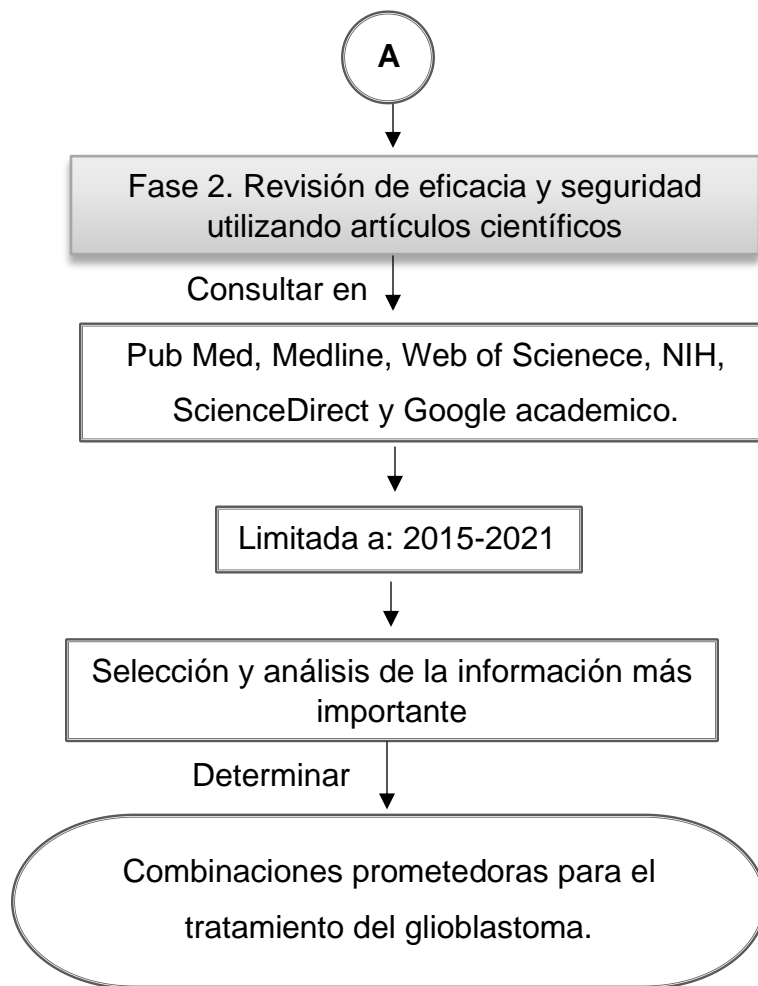 A
Fase 2. Revisión de eficacia y seguridad
utilizando artículos científicos
Consultar en
Pub Med, Medline, Web of Scienece, NIH,
ScienceDirect y Google academico.
Limitada a: 2015-2021
Selección y análisis de la información más
importante
Determinar
Combinaciones prometedoras para el
tratamiento del glioblastoma.